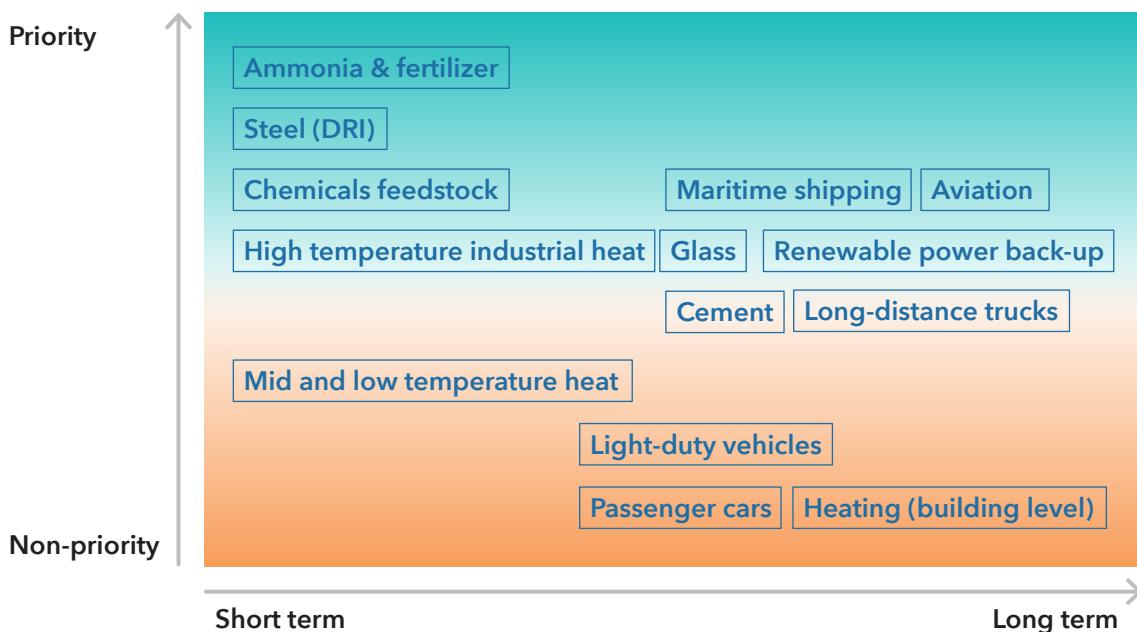 Priority
Ammonia & fertilizer
Steel (DRI)
Chemicals feedstock
Maritime shipping
Aviation
High temperature industrial heat
Glass
Renewable power back-up
Cement
Long-distance trucks
Mid and low temperature heat
Light-duty vehicles
Passenger cars
Heating (building level)
Non-priority
Short term
Long term